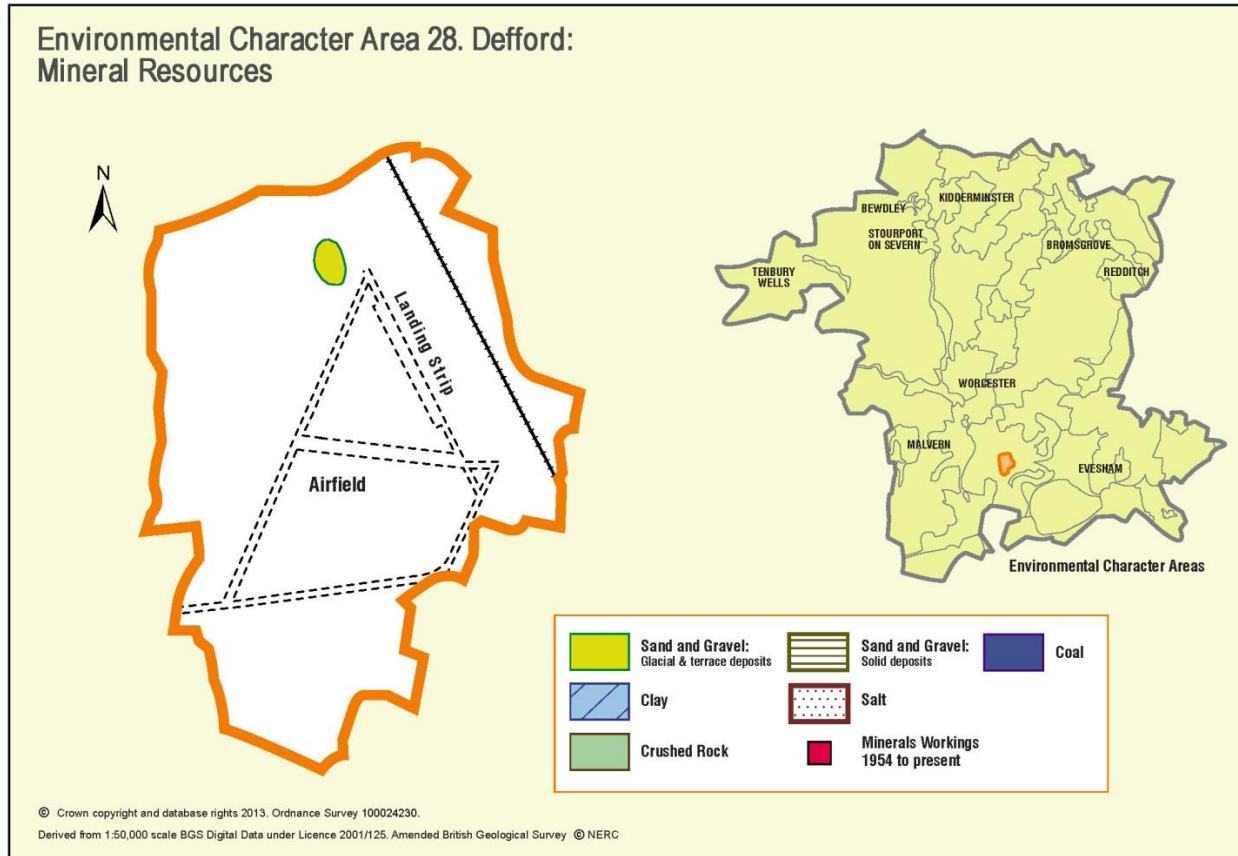 Environmental Character Area 28. Defford:
Mineral Resources
N
Landing Strip
Airfield
BEWDLEY
KIDDERMINSTER
STOURPORT
ON SEVERN
BROMSGROVE
REDDITCH
TENBURY
WELLS
WORCESTER
MALVERN
EVESHAM
Environmental Character Areas
Sand and Gravel:
Glacial & terrace deposits
Sand and Gravel:
Solid deposits
Coal
Clay
Salt
Crushed Rock
Minerals Workings
1954 to present
© Crown copyright and database rights 2013. Ordnance Survey 100024230.
Derived from 1:50,000 scale BGS Digital Data under Licence 2001/125. Amended British Geological Survey © NERC